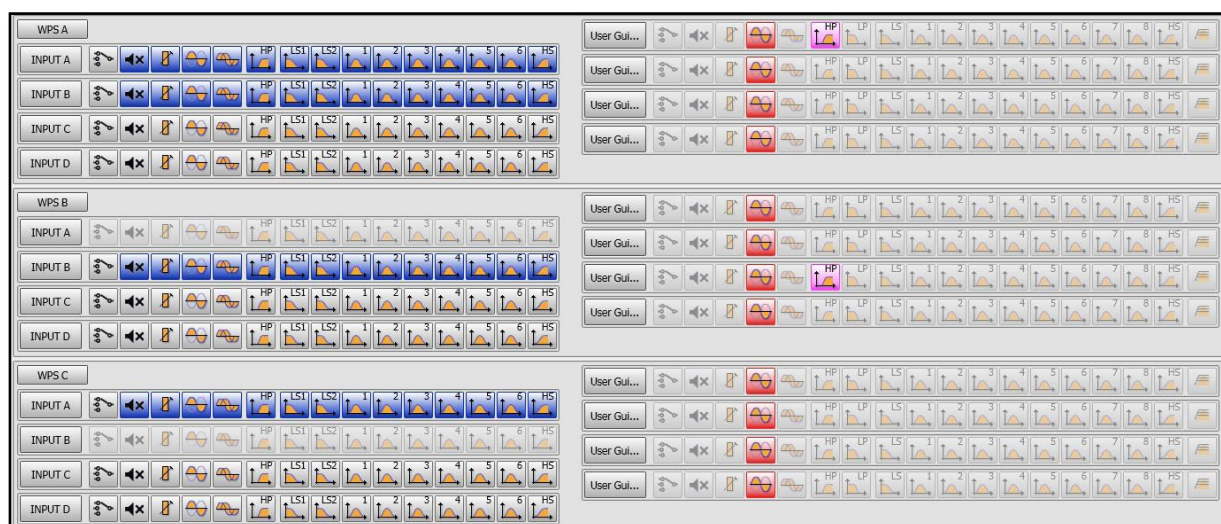 WPS A
INPUT A HP LS1 LS2 1 2 3 4 5 6 HS
INPUT B HP LS1 LS2 1 2 3 4 5 6 HS
INPUT C HP LS1 LS2 1 2 3 4 5 6 HS
INPUT D HP LS1 LS2 1 2 3 4 5 6 HS
User Gui... HP LP LS 1 2 3 4 5 6 7 8 HS
User Gui... HP LP LS 1 2 3 4 5 6 7 8 HS
User Gui... HP LP LS 1 2 3 4 5 6 7 8 HS
User Gui... HP LP LS 1 2 3 4 5 6 7 8 HS
WPS B
INPUT A HP LS1 LS2 1 2 3 4 5 6 HS
INPUT B HP LS1 LS2 1 2 3 4 5 6 HS
INPUT C HP LS1 LS2 1 2 3 4 5 6 HS
INPUT D HP LS1 LS2 1 2 3 4 5 6 HS
User Gui... HP LP LS 1 2 3 4 5 6 7 8 HS
User Gui... HP LP LS 1 2 3 4 5 6 7 8 HS
User Gui... HP LP LS 1 2 3 4 5 6 7 8 HS
User Gui... HP LP LS 1 2 3 4 5 6 7 8 HS
WPS C
INPUT A HP LS1 LS2 1 2 3 4 5 6 HS
INPUT B HP LS1 LS2 1 2 3 4 5 6 HS
INPUT C HP LS1 LS2 1 2 3 4 5 6 HS
INPUT D HP LS1 LS2 1 2 3 4 5 6 HS
User Gui... HP LP LS 1 2 3 4 5 6 7 8 HS
User Gui... HP LP LS 1 2 3 4 5 6 7 8 HS
User Gui... HP LP LS 1 2 3 4 5 6 7 8 HS
User Gui... HP LP LS 1 2 3 4 5 6 7 8 HS